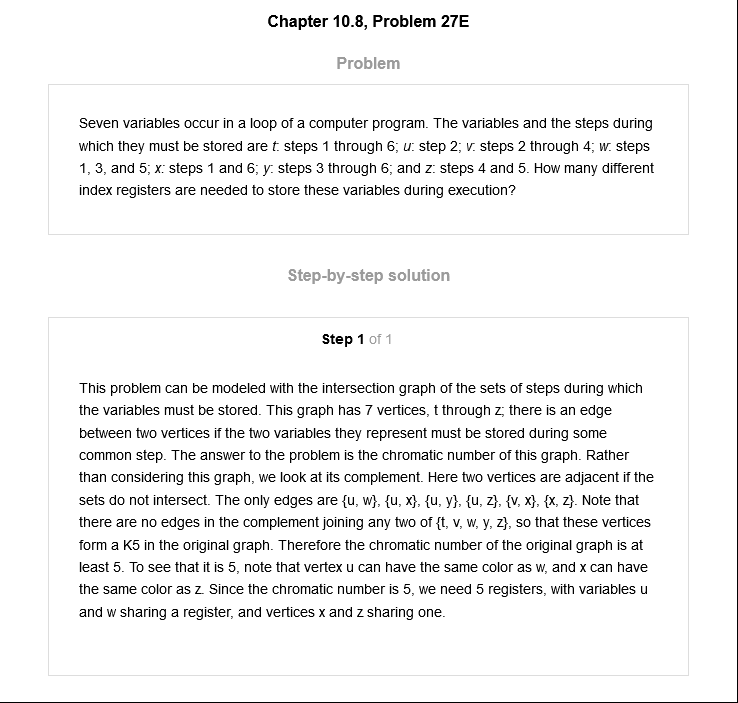 Chapter 10.8, Problem 27E
Problem
Seven variables occur in a loop of a computer program. The variables and the steps during
which they must be stored are t: steps 1 through 6; u: step 2; v: steps 2 through 4; w: steps
1, 3, and 5; x: steps 1 and 6; y: steps 3 through 6; and z: steps 4 and 5. How many different
index registers are needed to store these variables during execution?
Step-by-step solution
Step 1 of 1
This problem can be modeled with the intersection graph of the sets of steps during which
the variables must be stored. This graph has 7 vertices, t through z; there is an edge
between two vertices if the two variables they represent must be stored during some
common step. The answer to the problem is the chromatic number of this graph. Rather
than considering this graph, we look at its complement. Here two vertices are adjacent if the
sets do not intersect. The only edges are {u, w}, {u, x}, {u, y}, {u, z}, {v, x}, {x, z}. Note that
there are no edges in the complement joining any two of {t, v, w, y, z}, so that these vertices
form a K5 in the original graph. Therefore the chromatic number of the original graph is at
least 5. To see that it is 5, note that vertex u can have the same color as w, and x can have
the same color as z. Since the chromatic number is 5, we need 5 registers, with variables u
and w sharing a register, and vertices x and z sharing one.